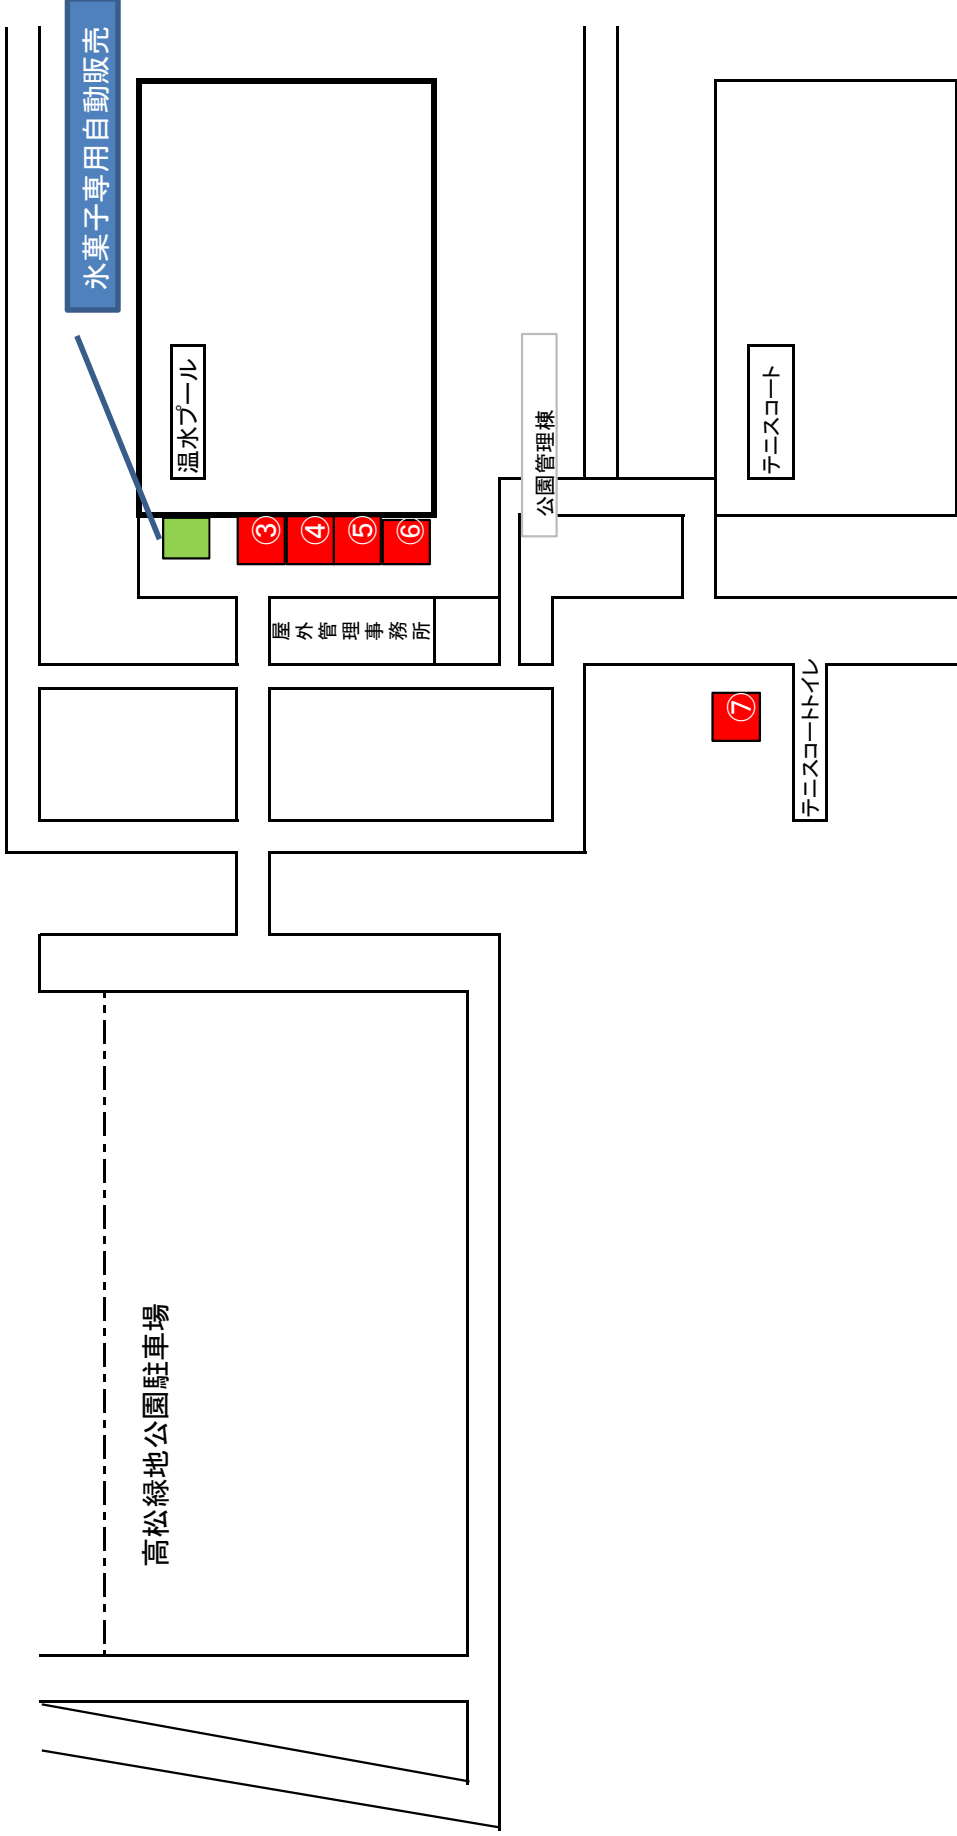 氷菓子専用自動販売
温水プール
③
④
⑤
⑥
屋外管理事務所
公園管理棟
テニスコート
⑦
テニスコートトイレ
高松緑地公園駐車場